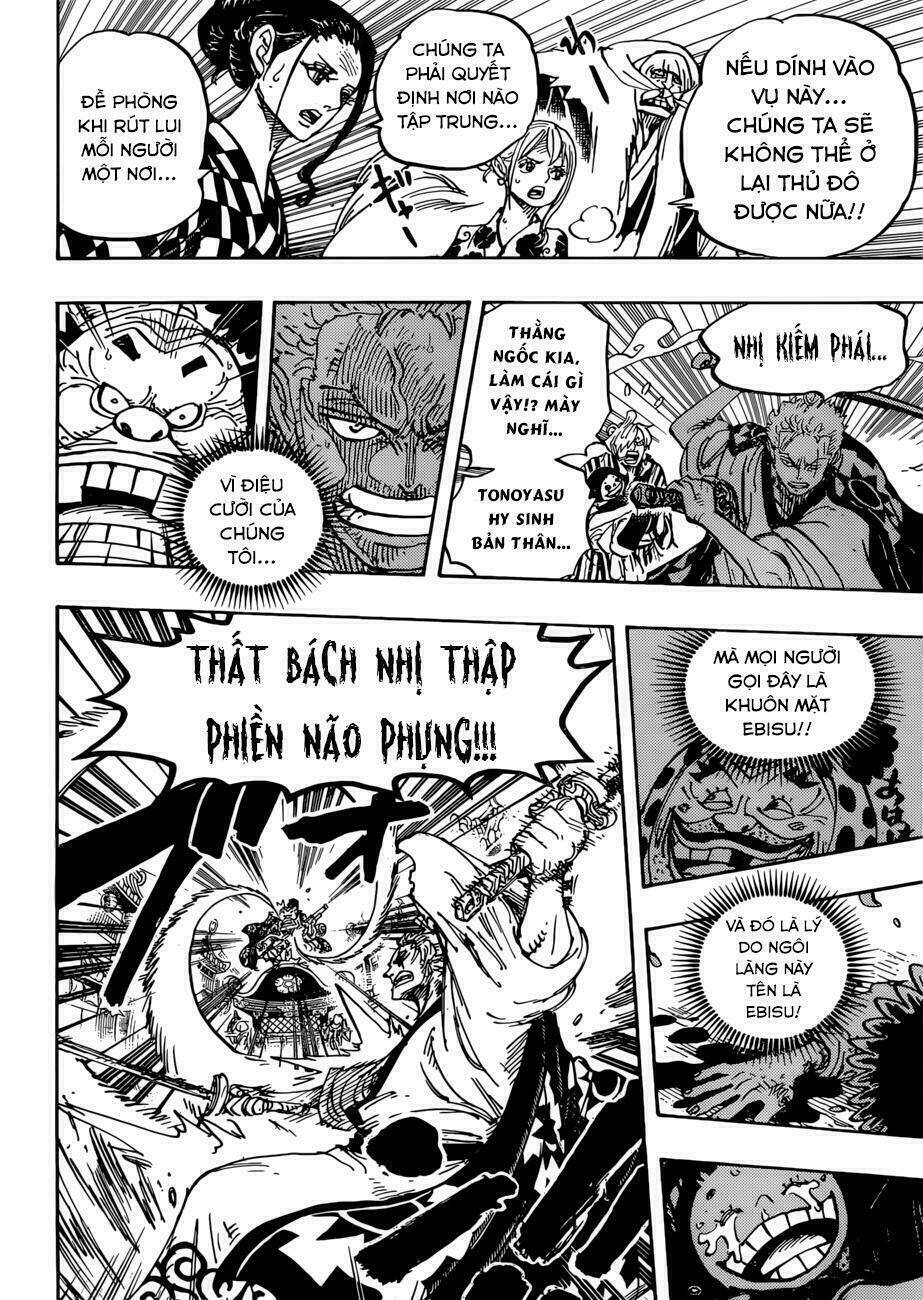 NẾU DÍNH VÀO
VỤ NÀY...
CHÚNG TA SẼ
KHÔNG THỂ Ở
LẠI THỦ ĐÔ
ĐƯỢC NỮA!!
CHÚNG TA
PHẢI QUYẾT
ĐỊNH NƠI NÀO
TẬP TRUNG...
ĐỀ PHÒNG
KHI RÚT LUI
MỖI NGƯỜI
MỘT NƠI...
NHỊ KIẾM PHÁI...
THẰNG
NGỐC KIA,
LÀM CÁI GÌ
VẬY!? MÀY
NGHĨ...
TONOYASU
HY SINH
BẢN THÂN...
VÌ ĐIỆU
CƯỜI CỦA
CHÚNG
TÔI...
MÀ MỌI NGƯỜI
GỌI ĐÂY LÀ
KHUÔN MẶT
EBISU!!
あはは
VÀ ĐÓ LÀ LÝ
DO NGÔI
LÀNG NÀY
TÊN LÀ
EBISU!
THẤT BÁCH NHỊ THẬP
PHIỀN NÃO PHỤNG!!!